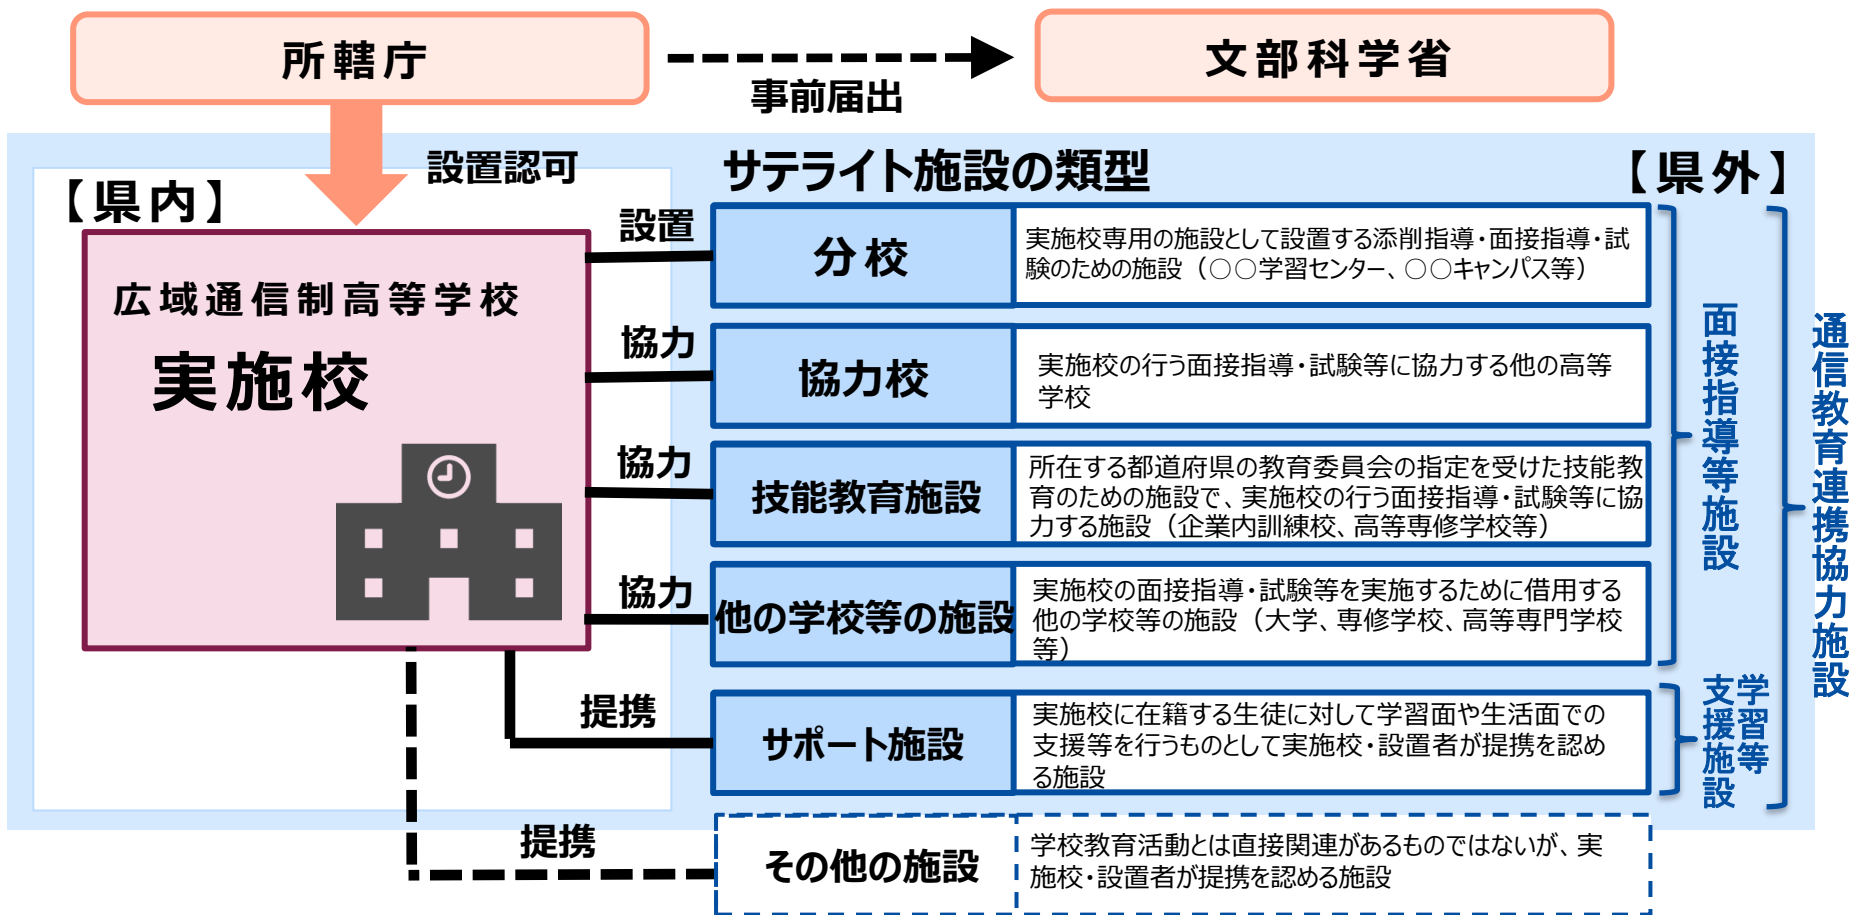 所轄庁
文部科学省
事前届出
設置認可
サテライト施設の類型
【県外】
【県内】
広域通信制高等学校
実施校
設置
分校
実施校専用の施設として設置する添削指導・面接指導・試
験のための施設（○○学習センター、○○キャンパス等）
協力
協力校
実施校の行う面接指導・試験等に協力する他の高等
学校
協力
技能教育施設
所在する都道府県の教育委員会の指定を受けた技能教
育のための施設で、実施校の行う面接指導・試験等に協
力する施設（企業内訓練校、高等専修学校等）
協力
他の学校等の施設
実施校の面接指導・試験等を実施するために借用する
他の学校等の施設（大学、専修学校、高等専門学校
等）
提携
サポート施設
実施校に在籍する生徒に対して学習面や生活面での
支援等を行うものとして実施校・設置者が提携を認め
る施設
提携
その他の施設
学校教育活動とは直接関連があるものではないが、実
施校・設置者が提携を認める施設
面接指導等施設
学習等
支援施設
通信教育連携協力施設